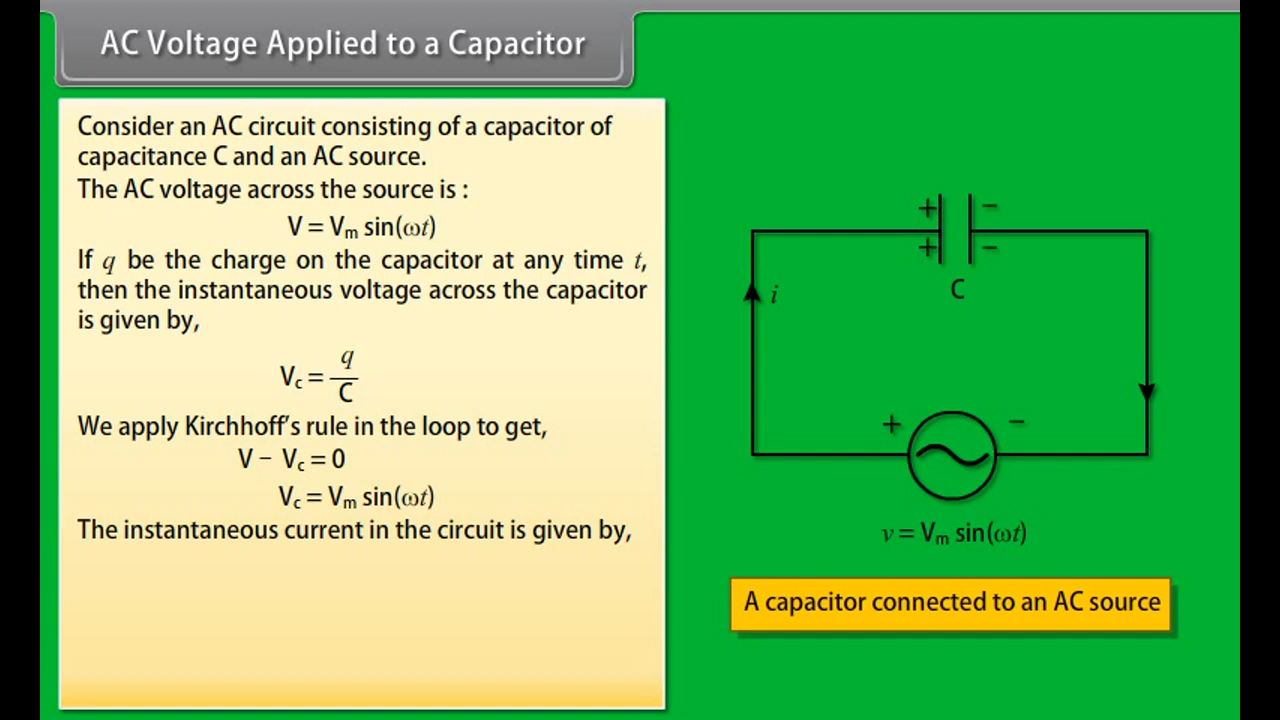 AC Voltage Applied to a Capacitor
Consider an AC circuit consisting of a capacitor of
capacitance C and an AC source.
The AC voltage across the source is :
V = Vₘ sin(ωt)
If q be the charge on the capacitor at any time t,
then the instantaneous voltage across the capacitor
is given by,
V_c = q/C
We apply Kirchhoff's rule in the loop to get,
V − V_c = 0
V_c = Vₘ sin(ωt)
The instantaneous current in the circuit is given by,
+ −
+ −
C
i
+ −
v = Vₘ sin(ωt)
A capacitor connected to an AC source